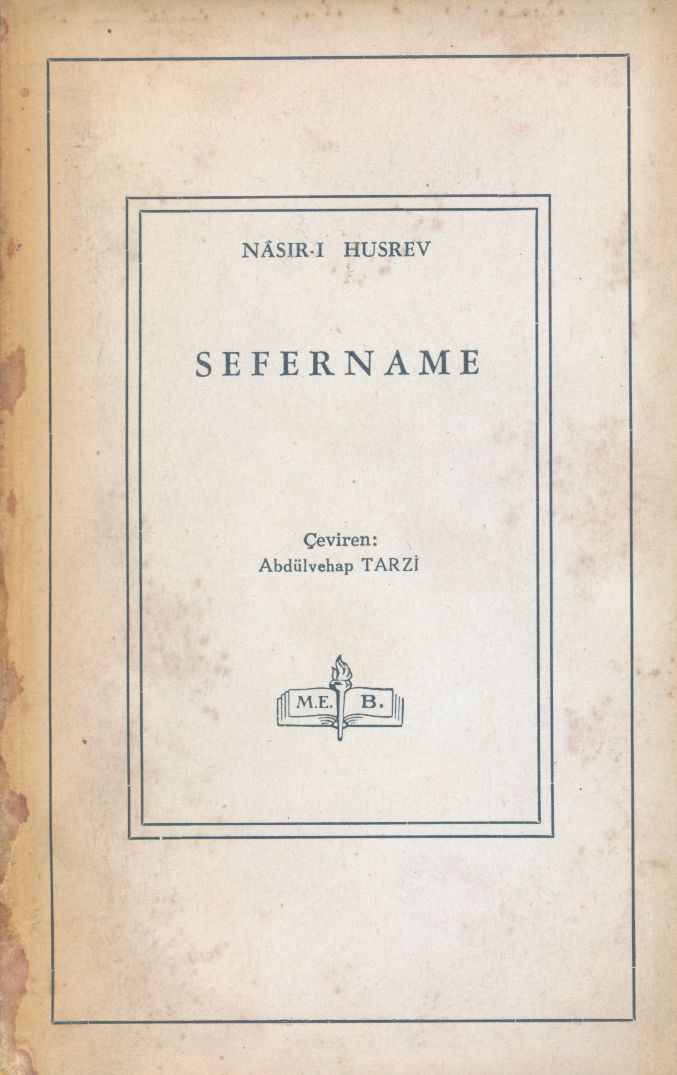 NÂSIR-I HUSREV
SEFERNAME
Çeviren:
Abdülvehap TARZİ
M.E. B.